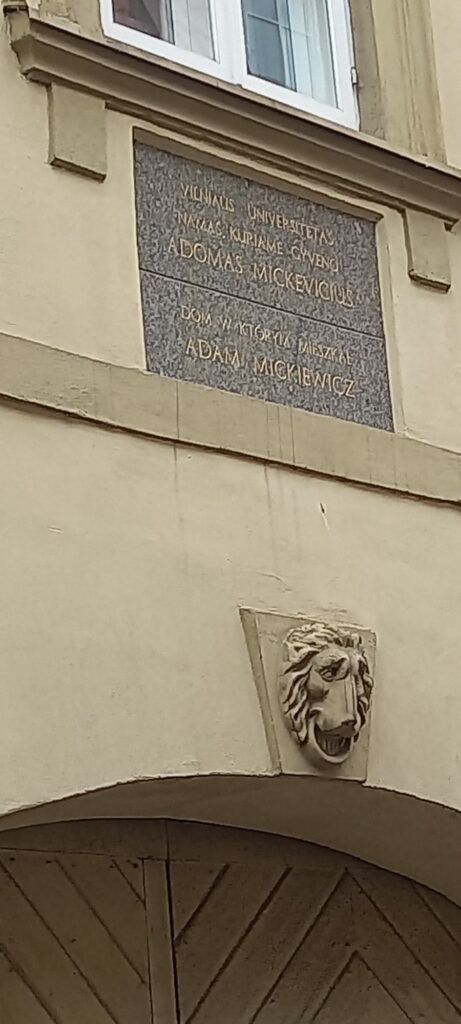 VILNIAUS UNIVERSITETAS
NAMAS, KURIAME GYVENO
ADOMAS MICKEVIČIUS
DOM W KTÓRYM MIESZKAŁ
ADAM MICKIEWICZ